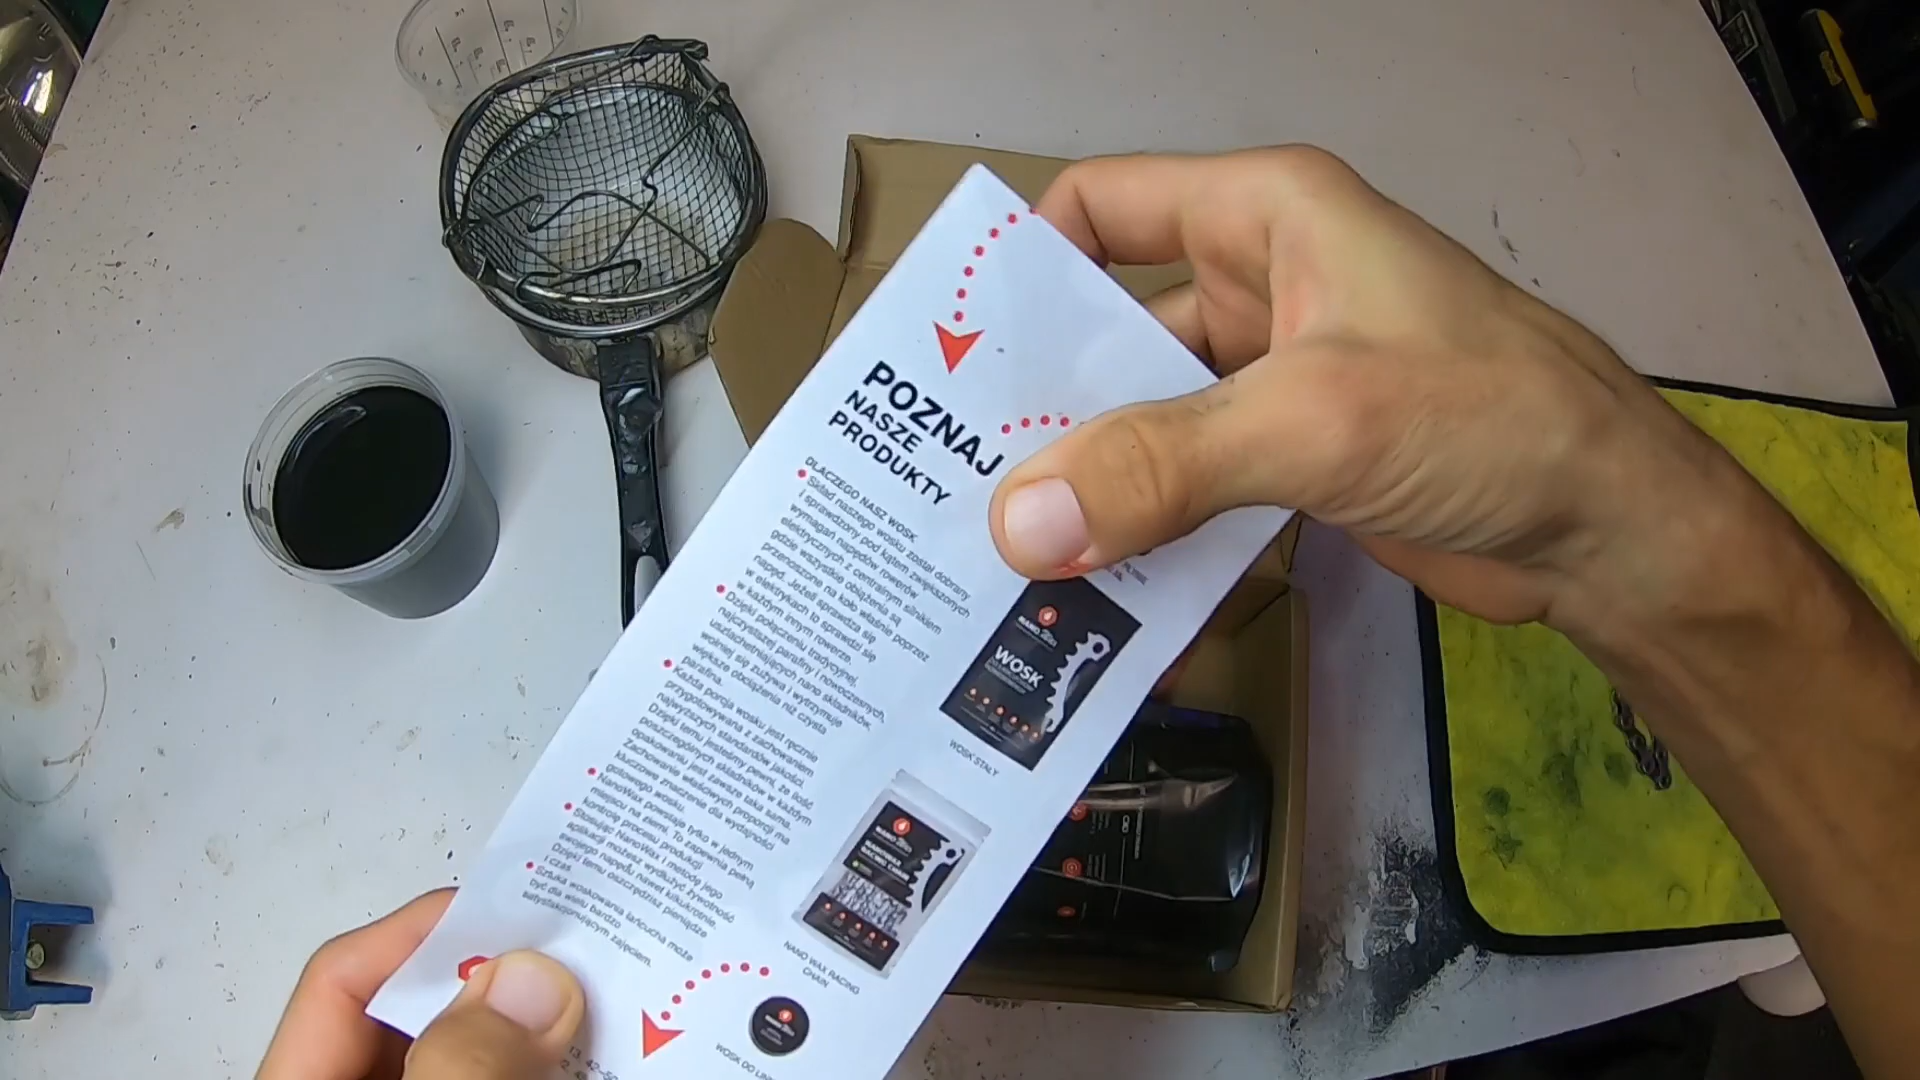 POZNAJ
NASZE
PRODUKTY
DLACZEGO NASZ WOSK
Skład naszego wosku został dobrany
i sprawdzony pod kątem zwiększonych
wymagań napędów rowerów
elektrycznych z centralnym silnikiem
gdzie wszystkie obciążenia są
przenoszone na koło właśnie poprzez
napęd. Jeżeli sprawdza się
w elektrykach to sprawdzi się
w każdym innym rowerze.
Dzięki połączeniu tradycyjnej,
najczystszej parafiny i nowoczesnych,
uszlachetniających nano składników,
wolniej się zużywa i wytrzymuje
większe obciążenia niż czysta
parafina.
Każda porcja wosku jest ręcznie
przygotowywana z zachowaniem
najwyższych standardów jakości.
Dzięki temu jesteśmy pewni, że ilość
poszczególnych składników w każdym
opakowaniu jest zawsze taka sama.
Zachowanie właściwych proporcji ma
kluczowe znaczenie dla wydajności
gotowego wosku.
NanoWax powstaje tylko w jednym
miejscu na ziemi. To zapewnia pełną
kontrolę procesu produkcji
Stosując NanoWax i metodę jego
aplikacji możesz wydłużyć żywotność
swojego napędu nawet kilkukrotnie.
Dzięki temu oszczędzisz pieniądze
i czas
Sztuka woskowania łańcucha może
być dla wielu bardzo
satysfakcjonującym zajęciem.
NANO
WOSK
WOSK STAŁY
NANO
NANOWAX
RACING CHAIN
NANO WAX RACING
CHAIN
WOSK DO